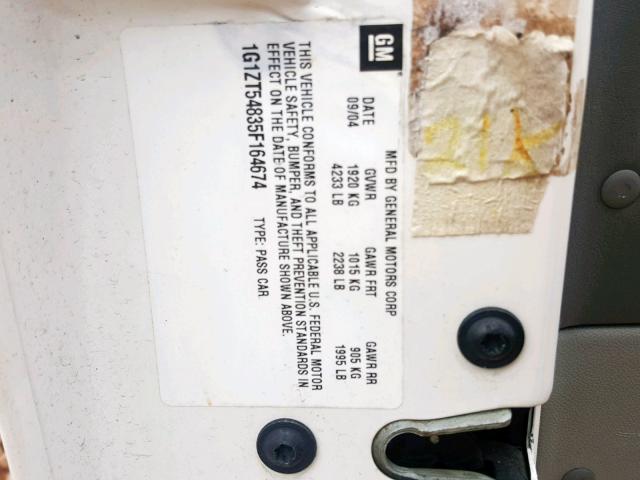 GM
MFD BY GENERAL MOTORS CORP
DATE GVWR GAWR FRT GAWR RR
09/04 1920 KG 1015 KG 905 KG
4233 LB 2238 LB 1995 LB
THIS VEHICLE CONFORMS TO ALL APPLICABLE U.S. FEDERAL MOTOR
VEHICLE SAFETY, BUMPER, AND THEFT PREVENTION STANDARDS IN
EFFECT ON THE DATE OF MANUFACTURE SHOWN ABOVE.
1G1ZT54835F164674 TYPE: PASS CAR